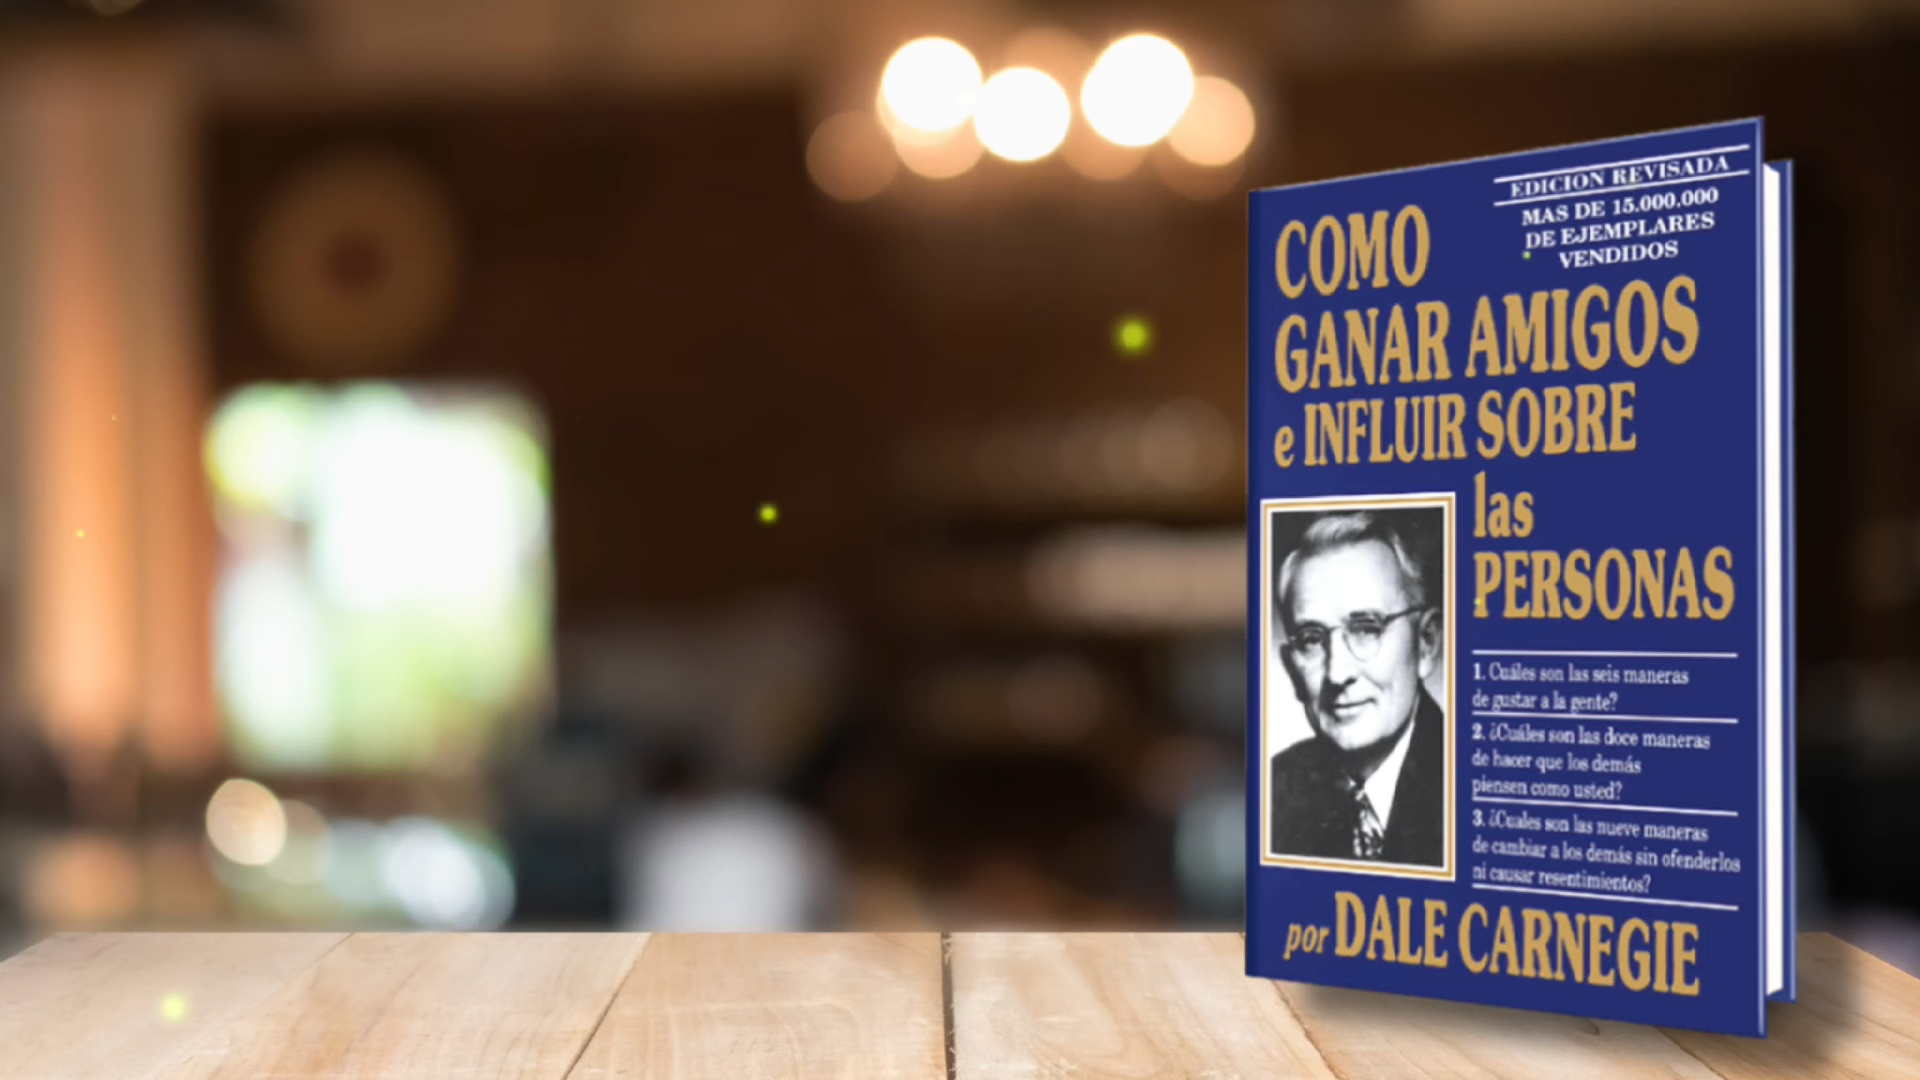 EDICION REVISADA
MAS DE 15.000.000
DE EJEMPLARES
VENDIDOS
COMO
GANAR AMIGOS
e INFLUIR SOBRE
las
PERSONAS
1. Cuáles son las seis maneras
de gustar a la gente?
2. ¿Cuáles son las doce maneras
de hacer que los demás
piensen como usted?
3. ¿Cuales son las nueve maneras
de cambiar a los demás sin ofenderlos
ni causar resentimientos?
por DALE CARNEGIE